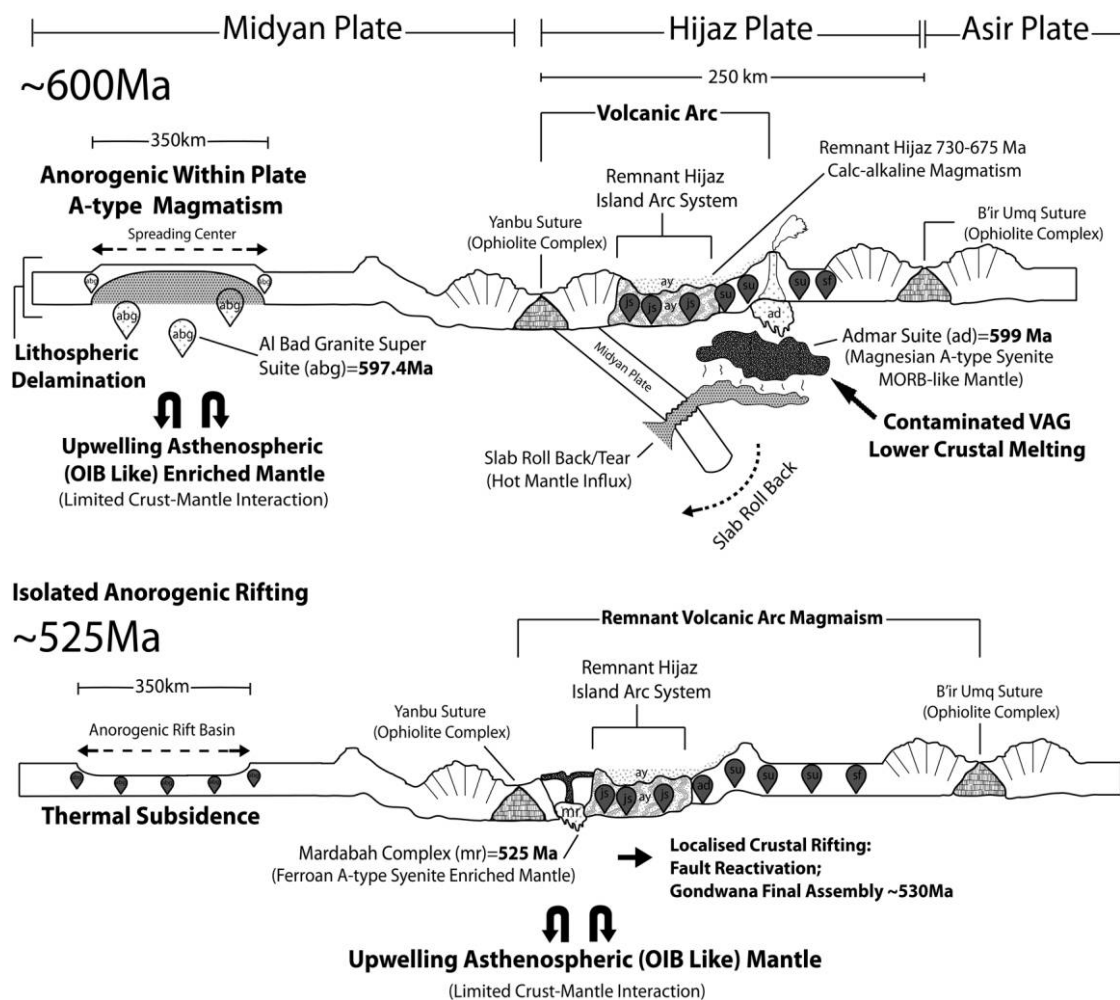 Midyan Plate
Hijaz Plate
Asir Plate
~600Ma
250 km
350km
Volcanic Arc
Anorogenic Within Plate
A-type Magmatism
Remnant Hijaz 730-675 Ma
Calc-alkaline Magmatism
Remnant Hijaz
Island Arc System
Spreading Center
Yanbu Suture
(Ophiolite Complex)
B'ir Umq Suture
(Ophiolite Complex)
abg
abg
abg
abg
abg
ay
js
js
ay
js
su
su
ad
su
sf
Lithospheric
Delamination
Al Bad Granite Super
Suite (abg)=597.4Ma
Midyan Plate
Admar Suite (ad)=599 Ma
(Magnesian A-type Syenite
MORB-like Mantle)
Contaminated VAG
Lower Crustal Melting
Upwelling Asthenospheric
(OIB Like) Enriched Mantle
(Limited Crust-Mantle Interaction)
Slab Roll Back/Tear
(Hot Mantle Influx)
Slab Roll Back
Isolated Anorogenic Rifting
~525Ma
Remnant Volcanic Arc Magmaism
350km
Remnant Hijaz
Island Arc System
Anorogenic Rift Basin
Yanbu Suture
(Ophiolite Complex)
B'ir Umq Suture
(Ophiolite Complex)
abg
abg
abg
abg
abg
mr
ay
js
js
ay
js
ad
su
su
su
sf
Thermal Subsidence
Mardabah Complex (mr)=525 Ma
(Ferroan A-type Syenite Enriched Mantle)
Localised Crustal Rifting:
Fault Reactivation;
Gondwana Final Assembly ~530Ma
Upwelling Asthenospheric (OIB Like) Mantle
(Limited Crust-Mantle Interaction)